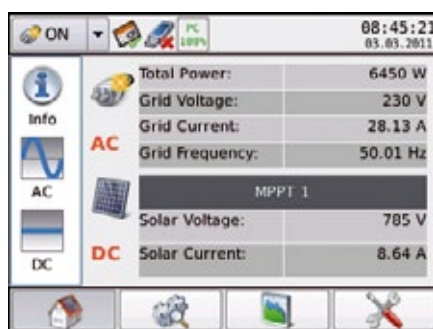 ON
PC
100%
08:45:21
03.03.2011
Info
AC
DC
AC
Total Power: 6450 W
Grid Voltage: 230 V
Grid Current: 28.13 A
Grid Frequency: 50.01 Hz
MPPT 1
DC
Solar Voltage: 785 V
Solar Current: 8.64 A